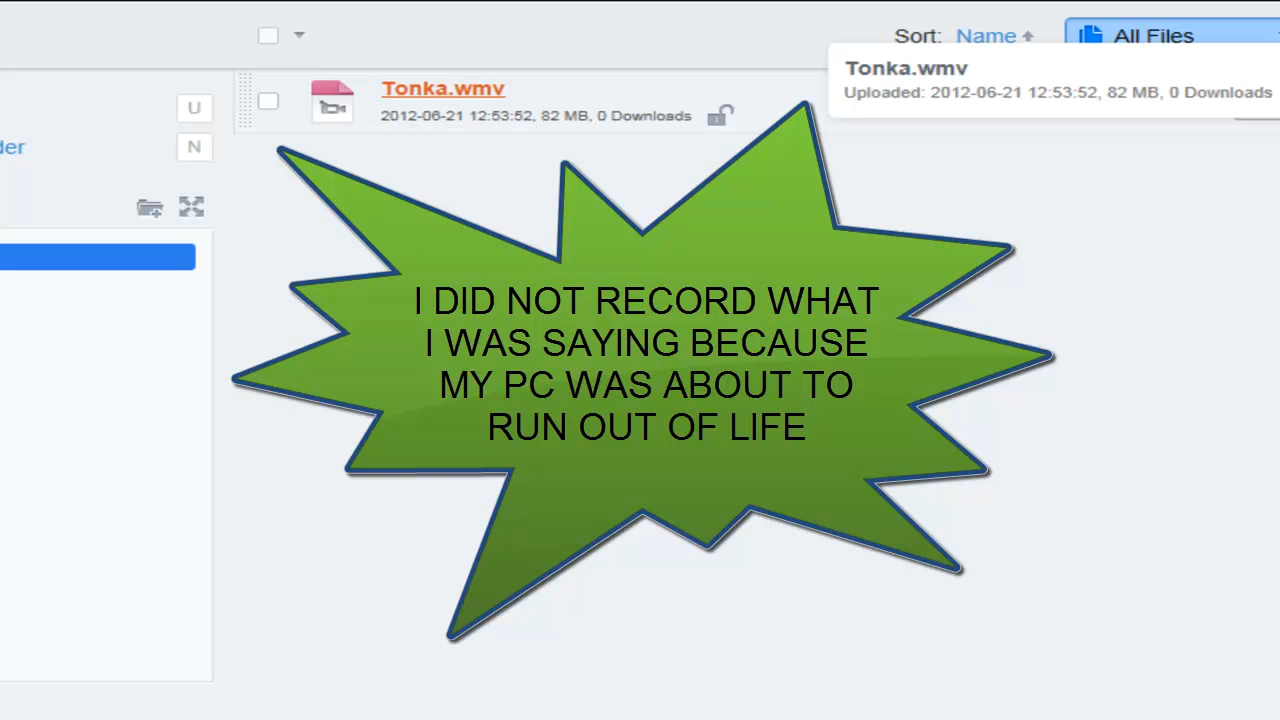 Sort: Name
All Files
Tonka.wmv
Uploaded: 2012-06-21 12:53:52, 82 MB, 0 Downloads
Tonka.wmv
2012-06-21 12:53:52, 82 MB, 0 Downloads
U
der
N
I DID NOT RECORD WHAT
I WAS SAYING BECAUSE
MY PC WAS ABOUT TO
RUN OUT OF LIFE